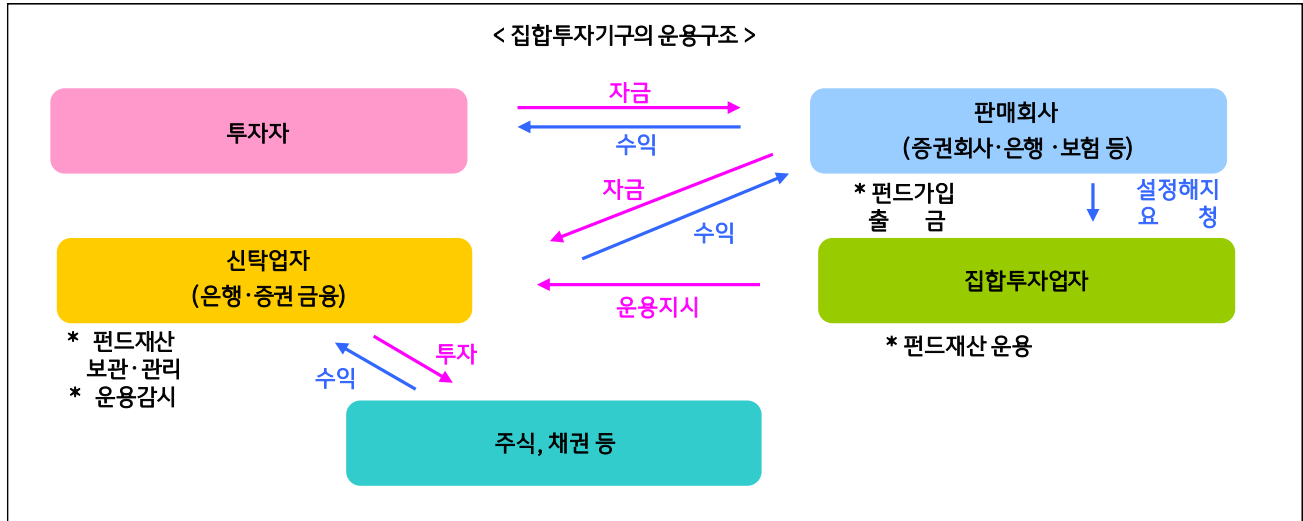 < 집합투자기구의 운용구조 >
자금
투자자
판매회사
(증권회사·은행 ·보험 등)
수익
자금
* 펀드가입
출 금
설정해지
요 청
수익
신탁업자
(은행·증권 금융)
집합투자업자
운용지시
* 펀드재산
보관·관리
* 운용감시
* 펀드재산 운용
투자
수익
주식, 채권 등